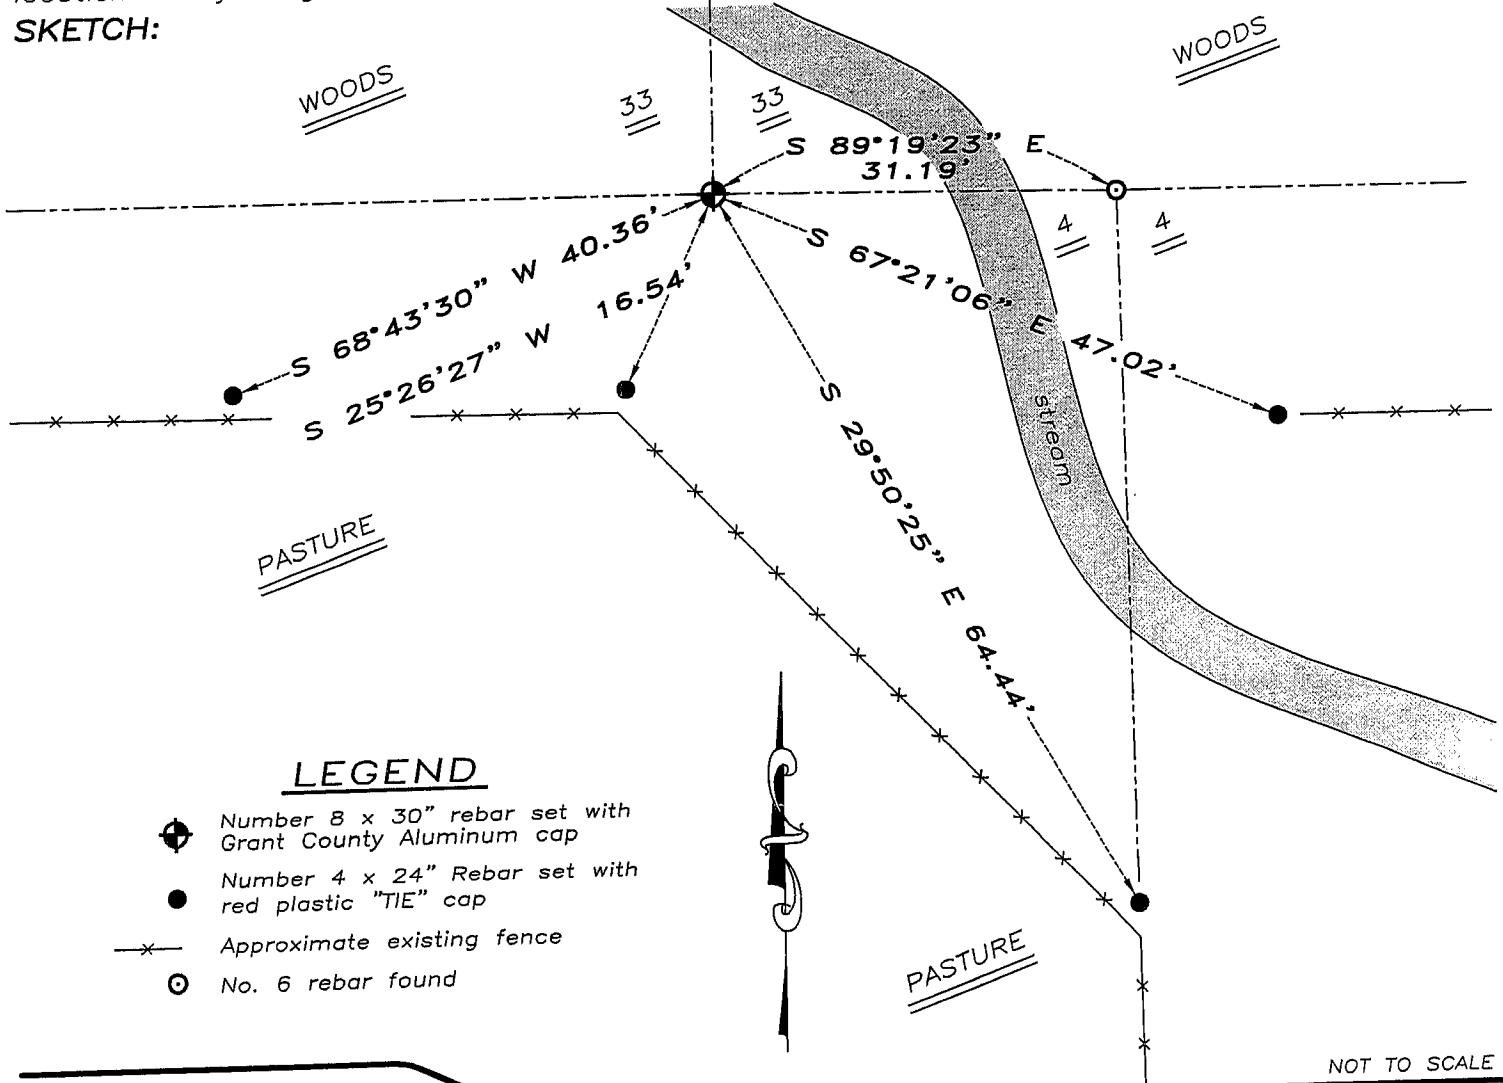 SKETCH:
WOODS
WOODS
33
33
S 89°19'23" E
31.19'
4
4
S 68°43'30" W 40.36'
S 25°26'27" W 16.54'
S 67°21'06" E 47.02'
S 29°50'25" E 64.44'
stream
PASTURE
LEGEND
Number 8 x 30" rebar set with
Grant County Aluminum cap
Number 4 x 24" Rebar set with
red plastic "TIE" cap
Approximate existing fence
No. 6 rebar found
PASTURE
NOT TO SCALE